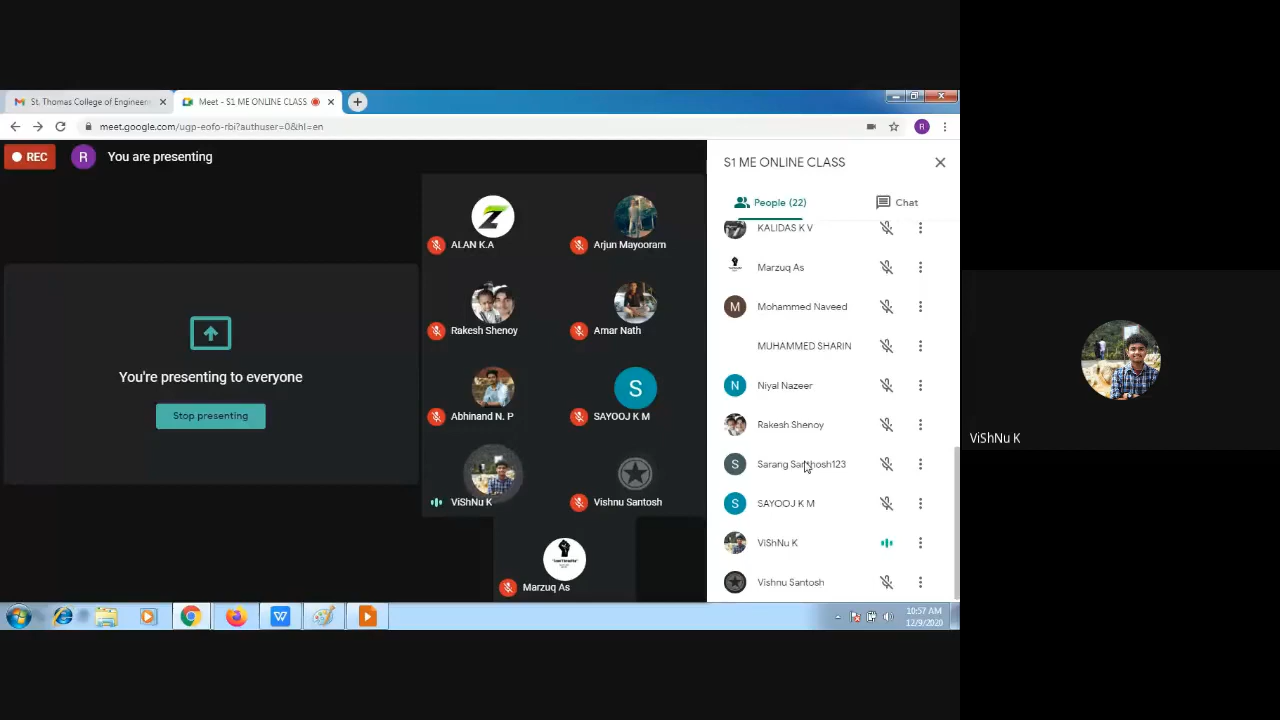 St. Thomas College of Engineer
Meet - S1 ME ONLINE CLASS
meet.google.com/ugp-eofo-rbi?authuser=0&hl=en
R
REC
R
You are presenting
You're presenting to everyone
Stop presenting
ALAN K.A
Arjun Mayooram
Rakesh Shenoy
Amar Nath
Abhinand N. P
S
SAYOOJ K M
ViShNu K
Vishnu Santosh
Marzuq As
S1 ME ONLINE CLASS
People (22)
Chat
KALIDAS K V
Marzuq As
M
Mohammed Naveed
MUHAMMED SHARIN
N
Niyal Nazeer
Rakesh Shenoy
S
Sarang Santhosh123
S
SAYOOJ K M
ViShNu K
Vishnu Santosh
10:57 AM
12/9/2020
ViShNu K